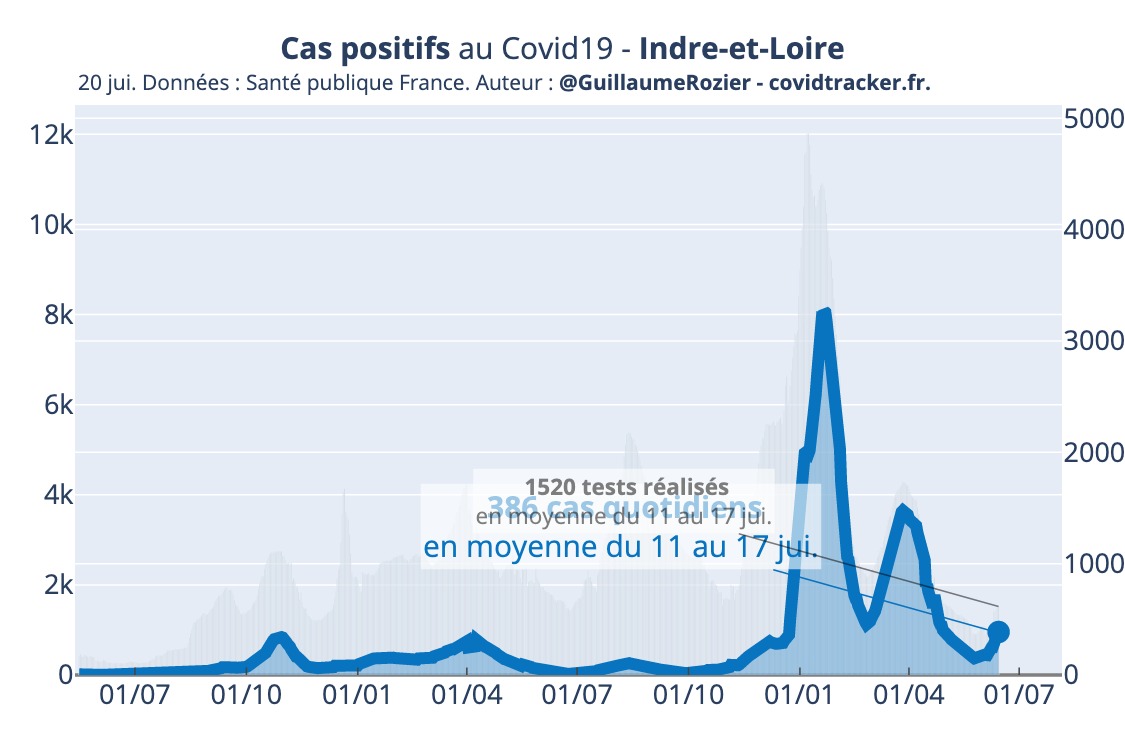 Cas positifs au Covid19 - Indre-et-Loire
20 jui. Données : Santé publique France. Auteur : @GuillaumeRozier - covidtracker.fr.
12k
10k
8k
6k
4k
2k
0
5000
4000
3000
2000
1000
0
1520 tests réalisés
en moyenne du 11 au 17 jui.
386 cas quotidiens
en moyenne du 11 au 17 jui.
01/07 01/10 01/01 01/04 01/07 01/10 01/01 01/04 01/07